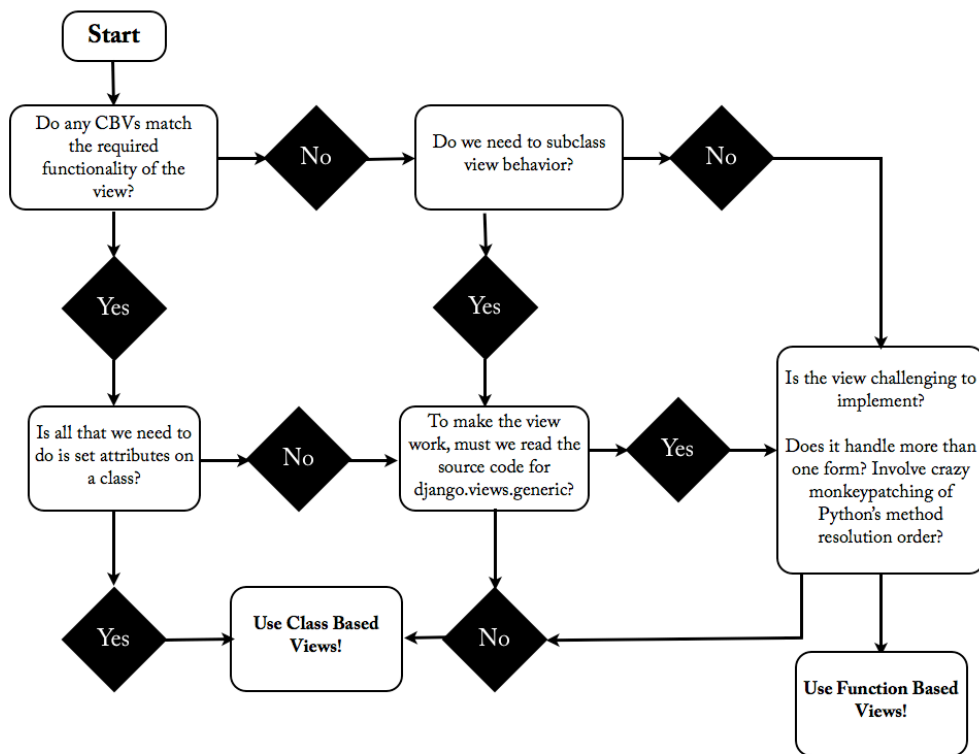 Start
Do any CBVs match
the required
functionality of the
view?
No
Do we need to subclass
view behavior?
No
Yes
Yes
Is all that we need to
do is set attributes on
a class?
No
To make the view
work, must we read the
source code for
django.views.generic?
Yes
Is the view challenging to
implement?
Does it handle more than
one form? Involve crazy
monkeypatching of
Python's method
resolution order?
Yes
Use Class Based
Views!
No
Use Function Based
Views!